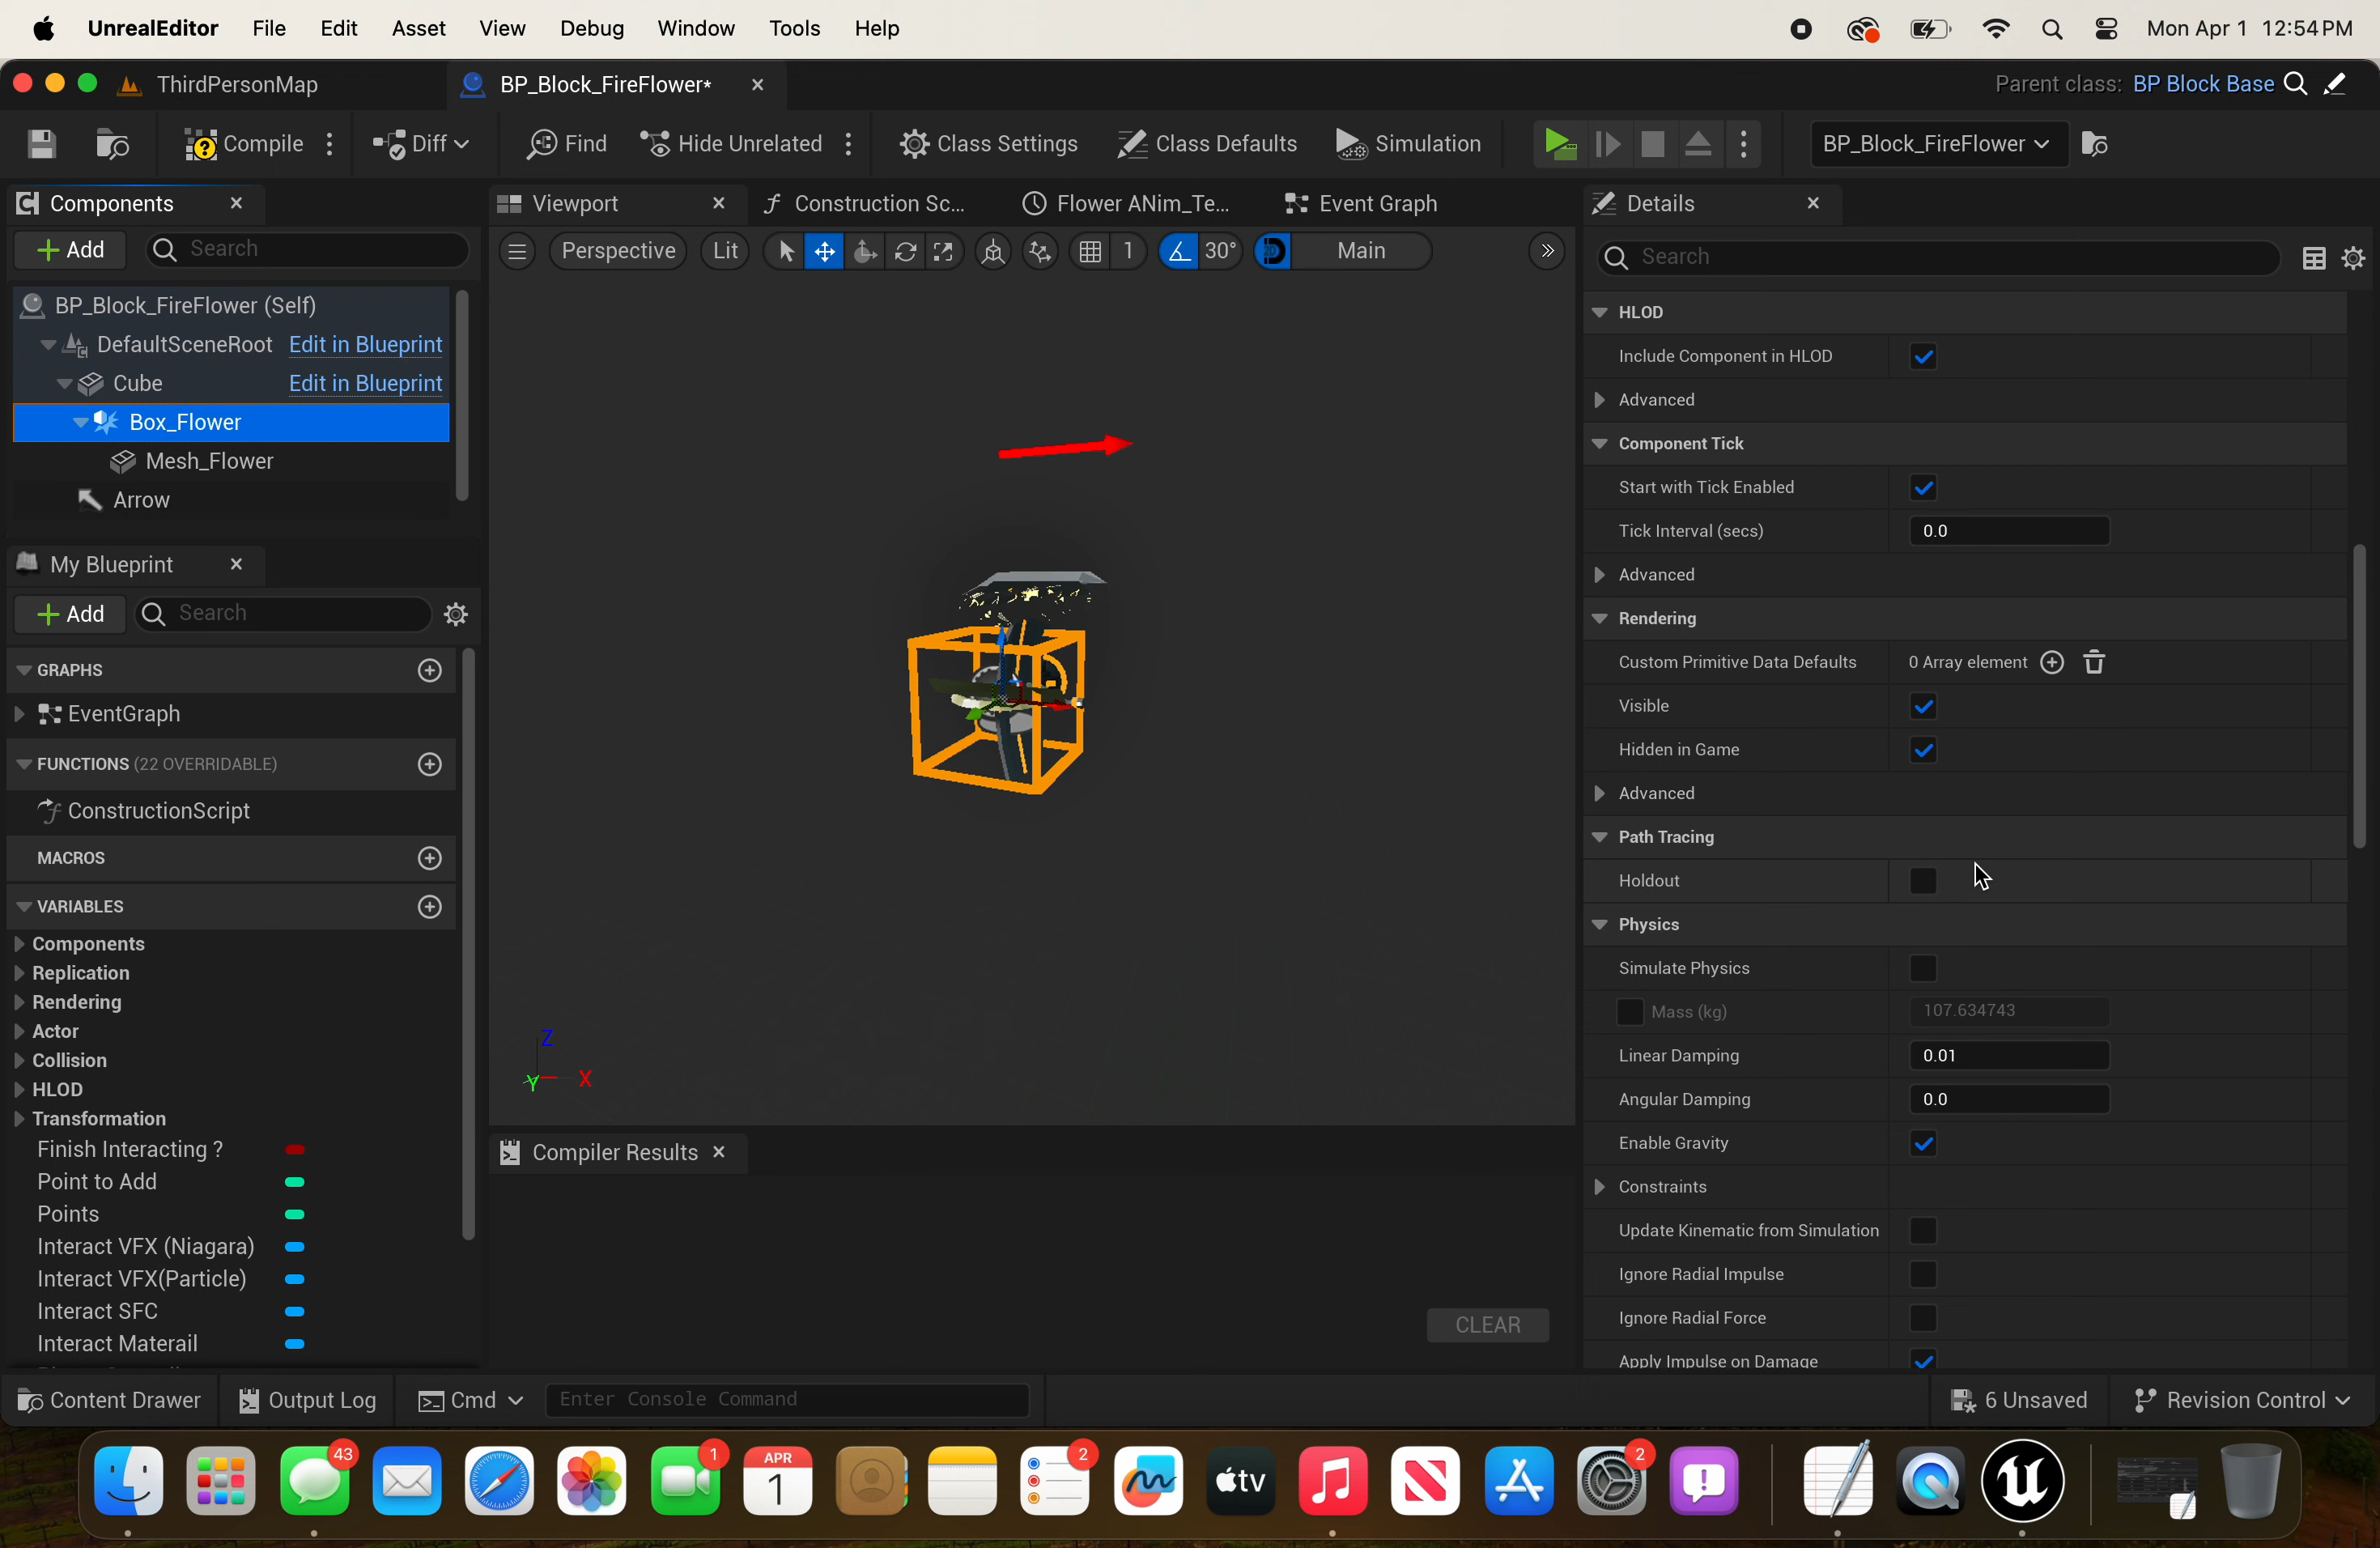 UnrealEditor File Edit Asset View Debug Window Tools Help Mon Apr 1 12:54 PM
ThirdPersonMap BP_Block_FireFlower* Parent class: BP Block Base
Compile Diff Find Hide Unrelated Class Settings Class Defaults Simulation BP_Block_FireFlower
Components
Add Search
BP_Block_FireFlower (Self)
DefaultSceneRoot Edit in Blueprint
Cube Edit in Blueprint
Box_Flower
Mesh_Flower
Arrow
My Blueprint
Add Search
GRAPHS
EventGraph
FUNCTIONS (22 OVERRIDABLE)
ConstructionScript
MACROS
VARIABLES
Components
Replication
Rendering
Actor
Collision
HLOD
Transformation
Finish Interacting ?
Point to Add
Points
Interact VFX (Niagara)
Interact VFX(Particle)
Interact SFC
Interact Materail
Viewport Construction Sc... Flower ANim_Te... Event Graph
Perspective Lit 1 30° Main
Z
Y X
Compiler Results
CLEAR
Details
Search
HLOD
Include Component in HLOD
Advanced
Component Tick
Start with Tick Enabled
Tick Interval (secs) 0.0
Advanced
Rendering
Custom Primitive Data Defaults 0 Array element
Visible
Hidden in Game
Advanced
Path Tracing
Holdout
Physics
Simulate Physics
Mass (kg) 107.634743
Linear Damping 0.01
Angular Damping 0.0
Enable Gravity
Constraints
Update Kinematic from Simulation
Ignore Radial Impulse
Ignore Radial Force
Apply Impulse on Damage
Content Drawer Output Log Cmd Enter Console Command 6 Unsaved Revision Control
43 1 APR 1 2 tv 2